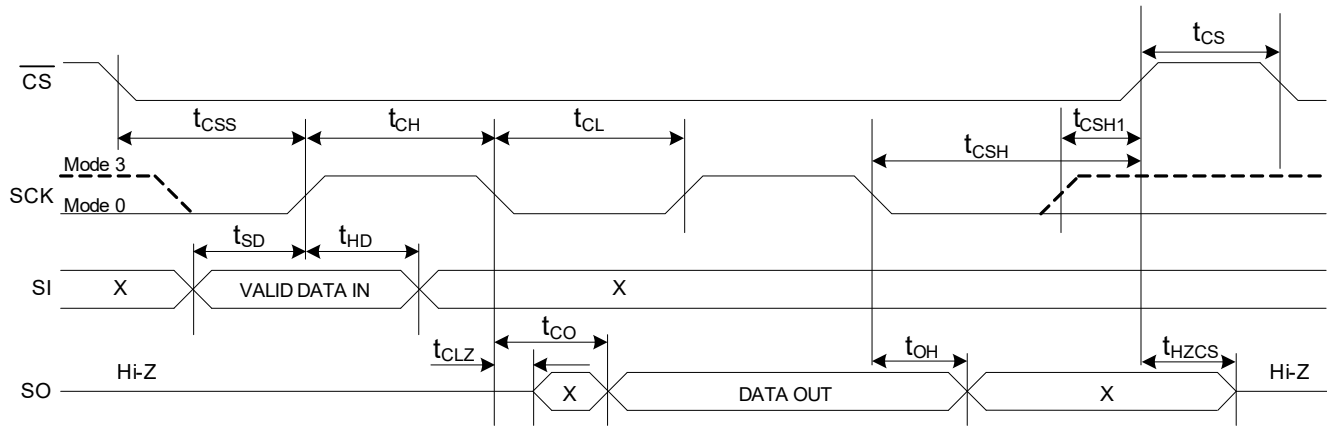 tCS
CS
tCSS
tCH
tCL
tCSH1
tCSH
Mode 3
SCK
Mode 0
tSD
tHD
SI
X
VALID DATA IN
X
tCO
tCLZ
tOH
tHZCS
Hi-Z
Hi-Z
SO
X
DATA OUT
X